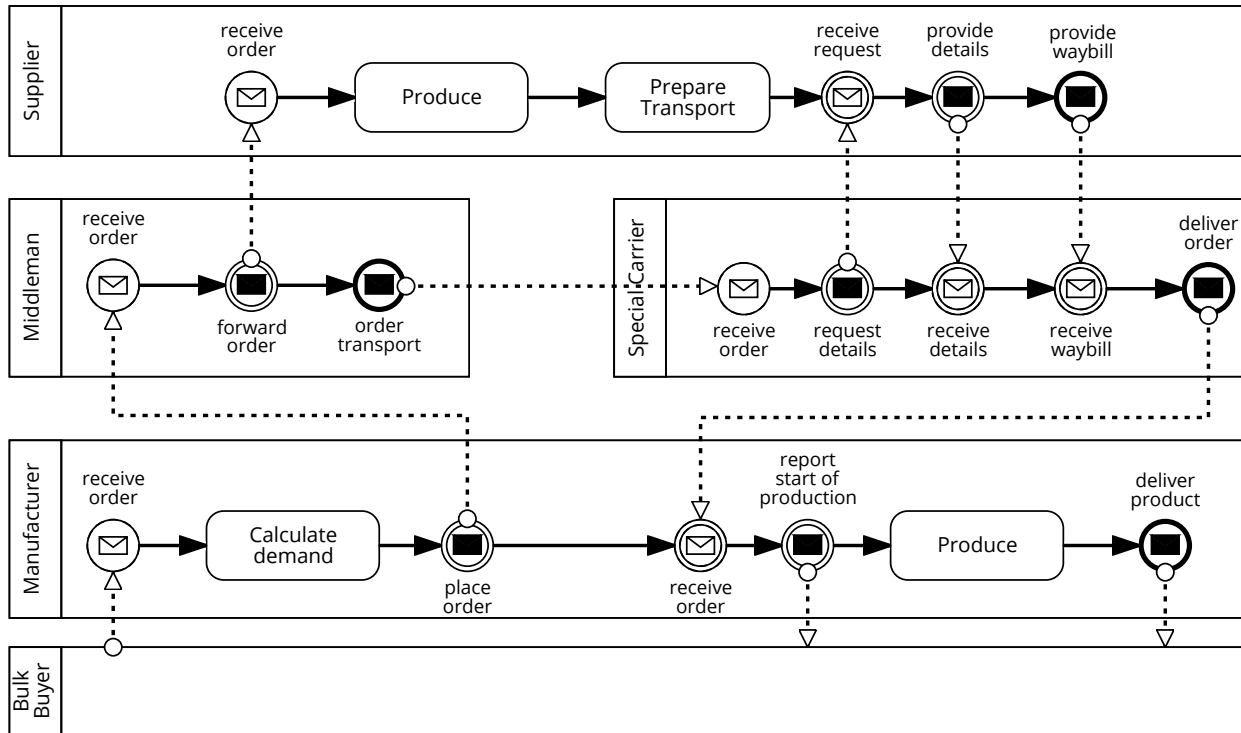 Supplier
receive
order
Produce
Prepare
Transport
receive
request
provide
details
provide
waybill
Middleman
receive
order
forward
order
order
transport
Special Carrier
receive
order
request
details
receive
details
receive
waybill
deliver
order
Manufacturer
receive
order
Calculate
demand
place
order
receive
order
report
start of
production
Produce
deliver
product
Bulk
Buyer